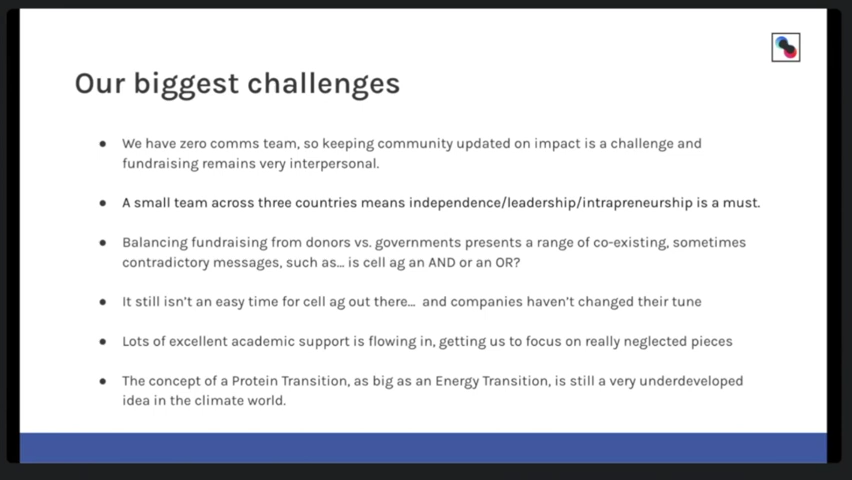 Our biggest challenges
● We have zero comms team, so keeping community updated on impact is a challenge and
fundraising remains very interpersonal.
● A small team across three countries means independence/leadership/intrapreneurship is a must.
● Balancing fundraising from donors vs. governments presents a range of co-existing, sometimes
contradictory messages, such as... is cell ag an AND or an OR?
● It still isn't an easy time for cell ag out there... and companies haven't changed their tune
● Lots of excellent academic support is flowing in, getting us to focus on really neglected pieces
● The concept of a Protein Transition, as big as an Energy Transition, is still a very underdeveloped
idea in the climate world.